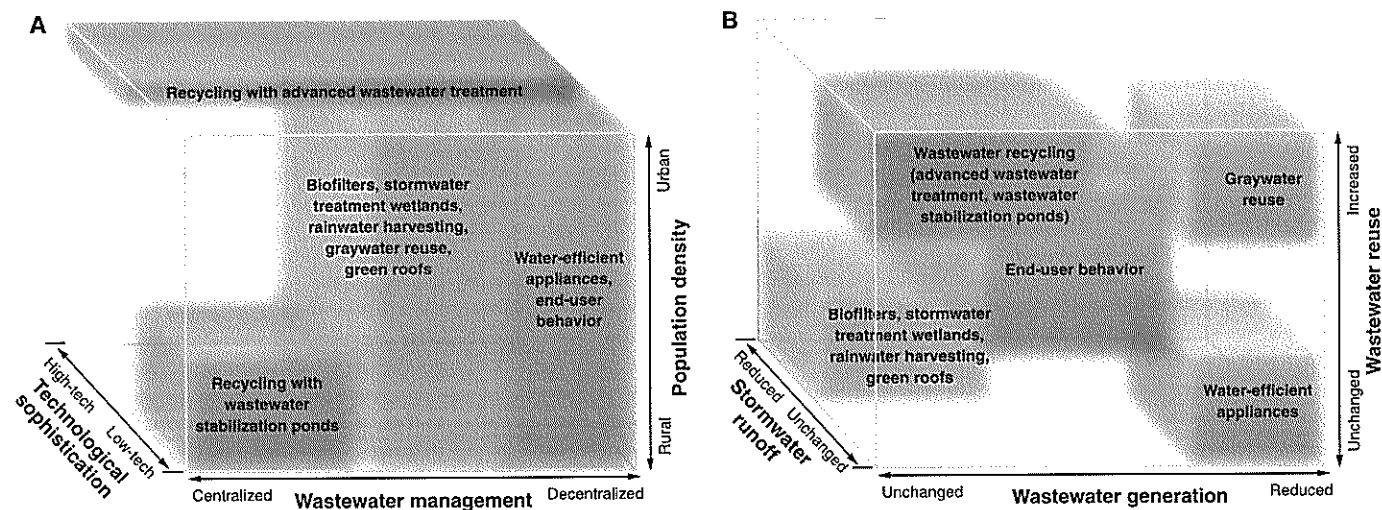 A
Recycling with advanced wastewater treatment
Biofilters, stormwater
treatment wetlands,
rainwater harvesting,
graywater reuse,
green roofs
Water-efficient
appliances,
end-user
behavior
Recycling with
wastewater
stabilization ponds
Urban
Population density
Rural
High-tech
Technological
sophistication
Low-tech
Centralized
Wastewater management
Decentralized
B
Wastewater recycling
(advanced wastewater
treatment, wastewater
stabilization ponds)
Graywater
reuse
End-user behavior
Biofilters, stormwater
treatment wetlands,
rainwater harvesting,
green roofs
Water-efficient
appliances
Increased
Wastewater reuse
Unchanged
Reduced
Stormwater
runoff
Unchanged
Unchanged
Wastewater generation
Reduced